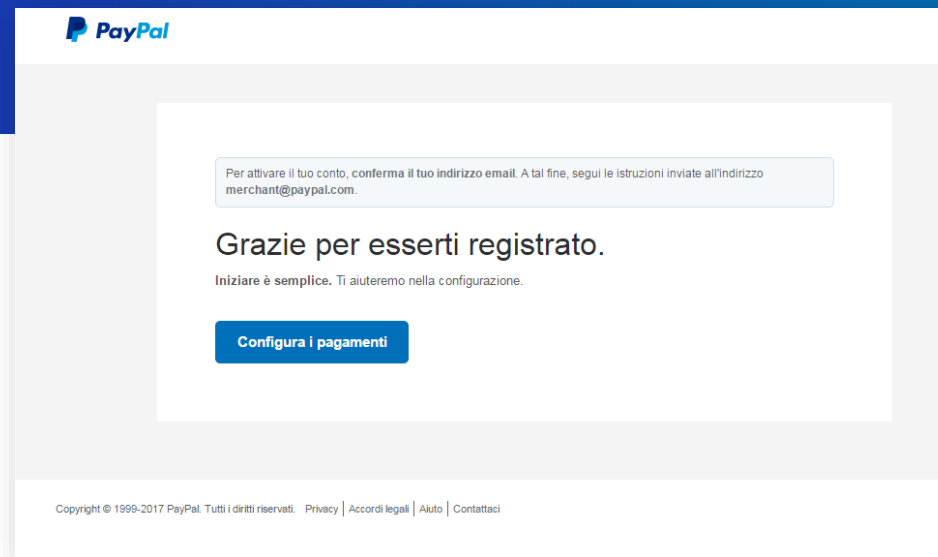 PayPal
Per attivare il tuo conto, conferma il tuo indirizzo email. A tal fine, segui le istruzioni inviate all'indirizzo
merchant@paypal.com.
Grazie per esserti registrato.
Iniziare è semplice. Ti aiuteremo nella configurazione.
Configura i pagamenti
Copyright © 1999-2017 PayPal. Tutti i diritti riservati. Privacy | Accordi legali | Aiuto | Contattaci